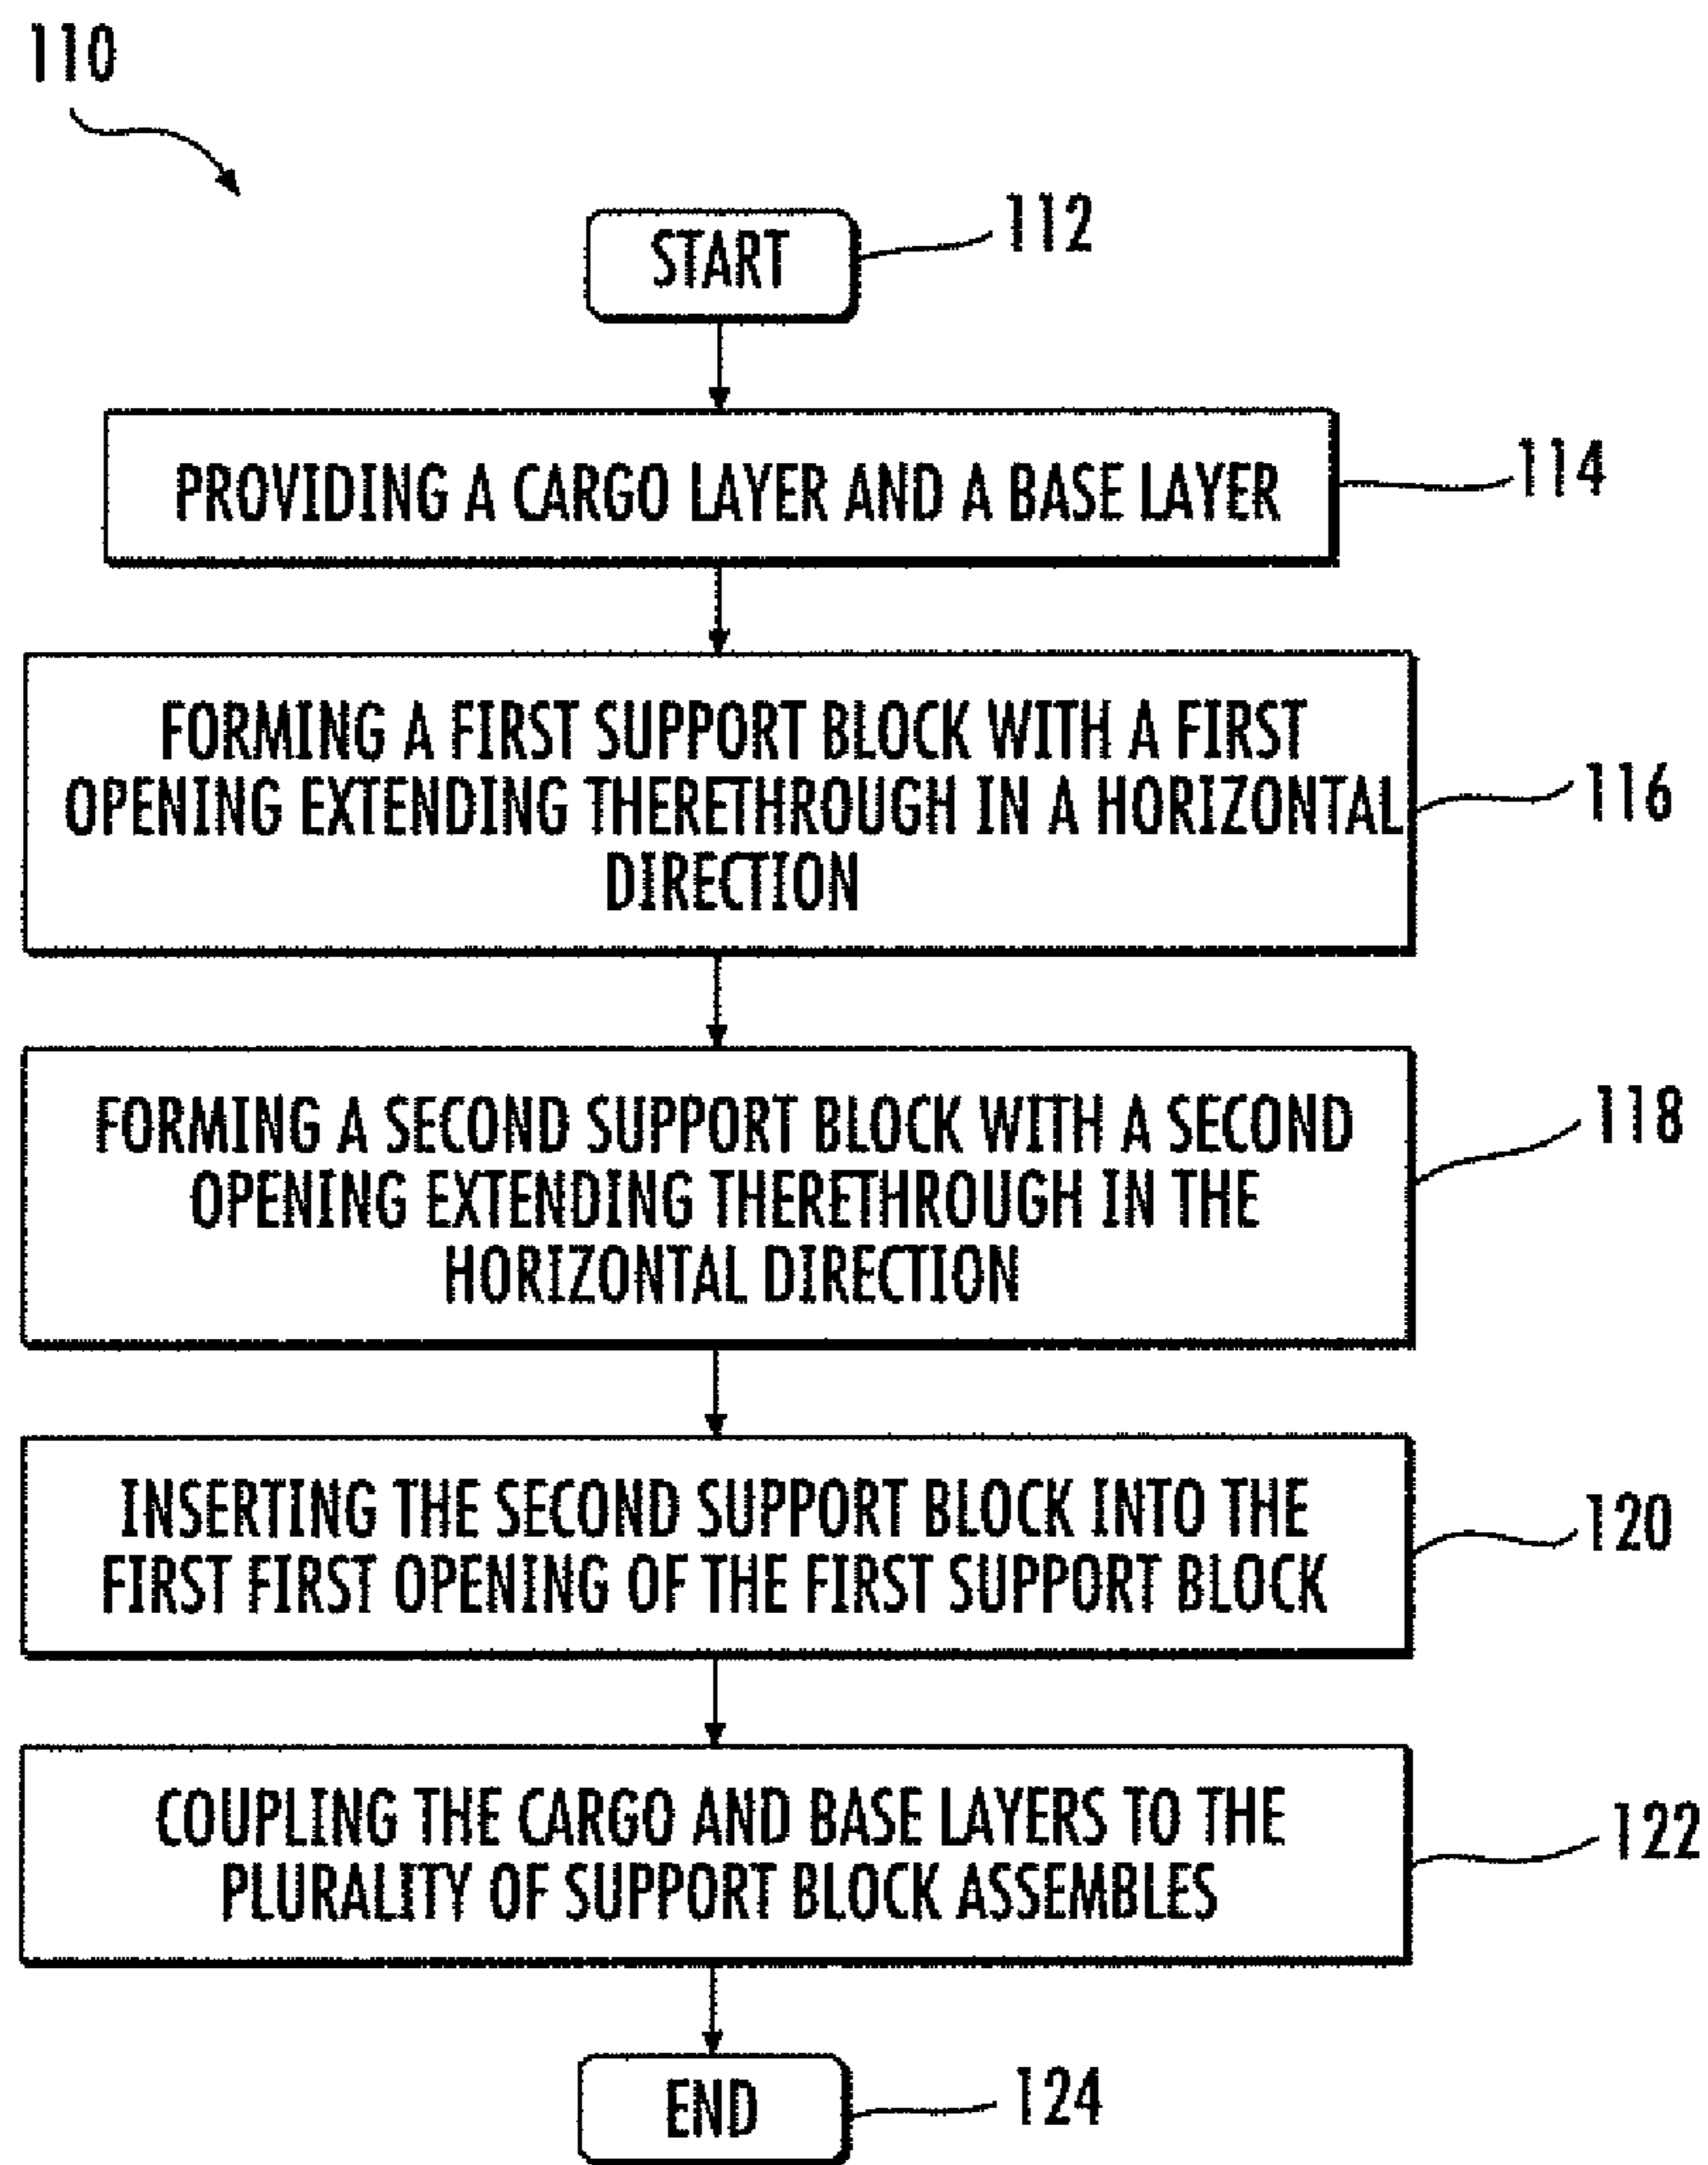 110
START
112
PROVIDING A CARGO LAYER AND A BASE LAYER
114
FORMING A FIRST SUPPORT BLOCK WITH A FIRST
OPENING EXTENDING THERETHROUGH IN A HORIZONTAL
DIRECTION
116
FORMING A SECOND SUPPORT BLOCK WITH A SECOND
OPENING EXTENDING THERETHROUGH IN THE
HORIZONTAL DIRECTION
118
INSERTING THE SECOND SUPPORT BLOCK INTO THE
FIRST FIRST OPENING OF THE FIRST SUPPORT BLOCK
120
COUPLING THE CARGO AND BASE LAYERS TO THE
PLURALITY OF SUPPORT BLOCK ASSEMBLES
122
END
124